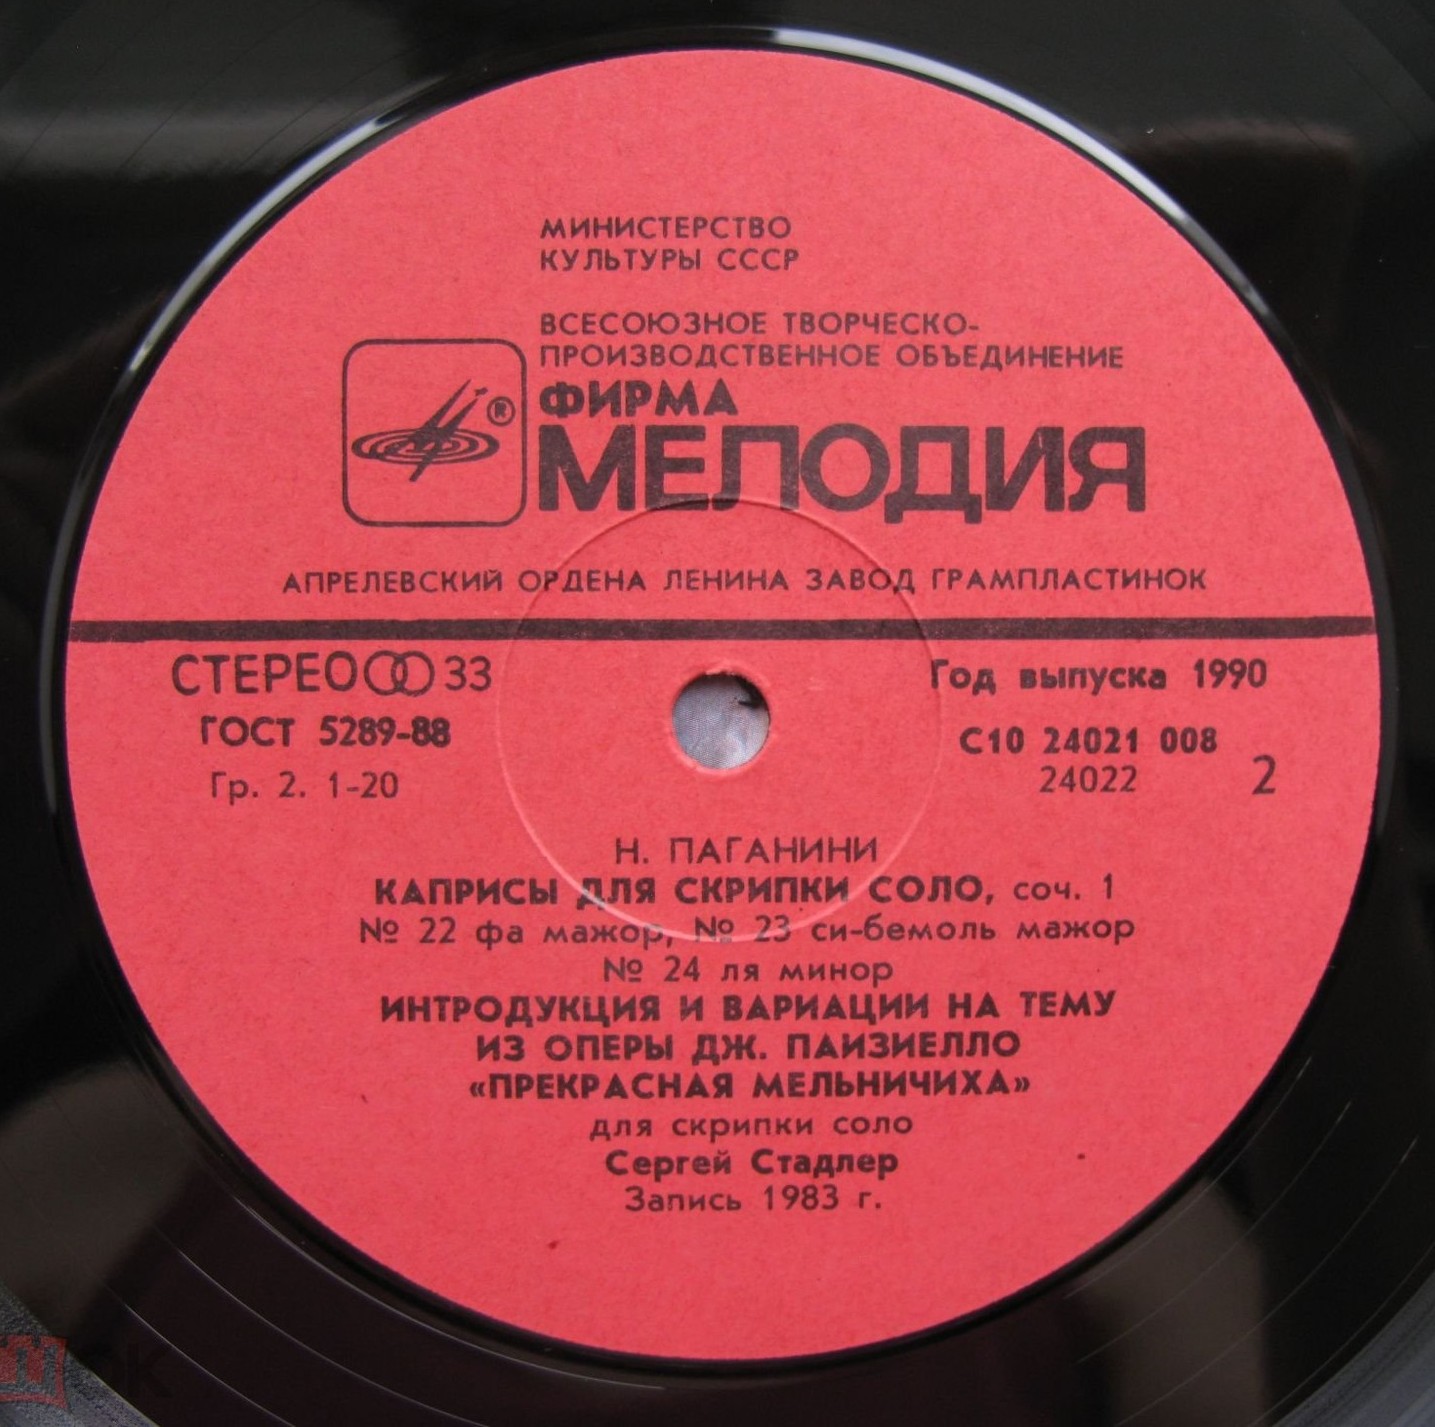 МИНИСТЕРСТВО
КУЛЬТУРЫ СССР
ВСЕСОЮЗНОЕ ТВОРЧЕСКО-
ПРОИЗВОДСТВЕННОЕ ОБЪЕДИНЕНИЕ
ФИРМА
®
МЕЛОДИЯ
АПРЕЛЕВСКИЙ ОРДЕНА ЛЕНИНА ЗАВОД ГРАМПЛАСТИНОК
СТЕРЕО 33
ГОСТ 5289-88
Гр. 2. 1-20
Год выпуска 1990
С10 24021 008
24022
2
Н. ПАГАНИНИ
КАПРИСЫ ДЛЯ СКРИПКИ СОЛО, соч. 1
№ 22 фа мажор, № 23 си-бемоль мажор
№ 24 ля минор
ИНТРОДУКЦИЯ И ВАРИАЦИИ НА ТЕМУ
ИЗ ОПЕРЫ ДЖ. ПАИЗИЕЛЛО
«ПРЕКРАСНАЯ МЕЛЬНИЧИХА»
для скрипки соло
Сергей Стадлер
Запись 1983 г.